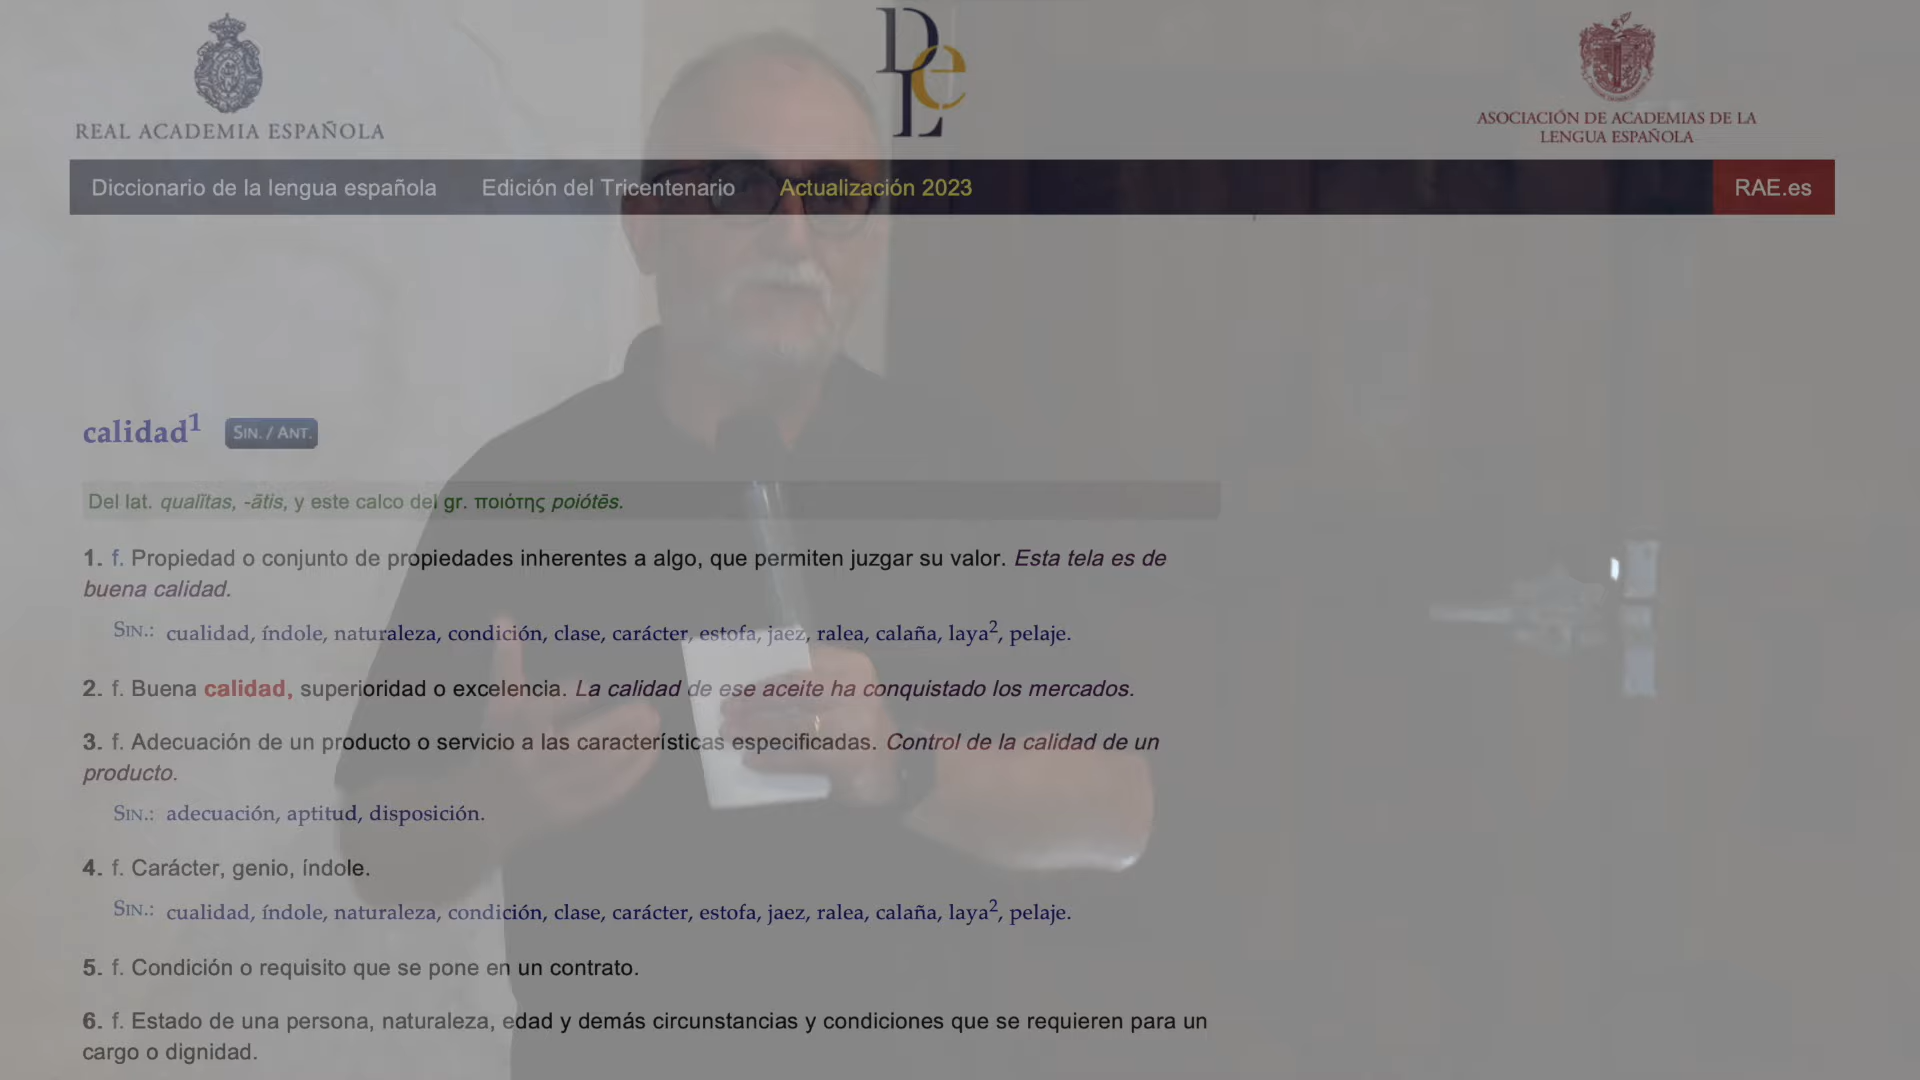 REAL ACADEMIA ESPAÑOLA
DLe
ASOCIACIÓN DE ACADEMIAS DE LA
LENGUA ESPAÑOLA
Diccionario de la lengua española Edición del Tricentenario Actualización 2023 RAE.es
calidad¹ SIN. / ANT.
Del lat. qualĭtas, -ātis, y este calco del gr. ποιότης poiótēs.
1. f. Propiedad o conjunto de propiedades inherentes a algo, que permiten juzgar su valor. Esta tela es de
buena calidad.
SIN.: cualidad, índole, naturaleza, condición, clase, carácter, estofa, jaez, ralea, calaña, laya², pelaje.
2. f. Buena calidad, superioridad o excelencia. La calidad de ese aceite ha conquistado los mercados.
3. f. Adecuación de un producto o servicio a las características especificadas. Control de la calidad de un
producto.
SIN.: adecuación, aptitud, disposición.
4. f. Carácter, genio, índole.
SIN.: cualidad, índole, naturaleza, condición, clase, carácter, estofa, jaez, ralea, calaña, laya², pelaje.
5. f. Condición o requisito que se pone en un contrato.
6. f. Estado de una persona, naturaleza, edad y demás circunstancias y condiciones que se requieren para un
cargo o dignidad.